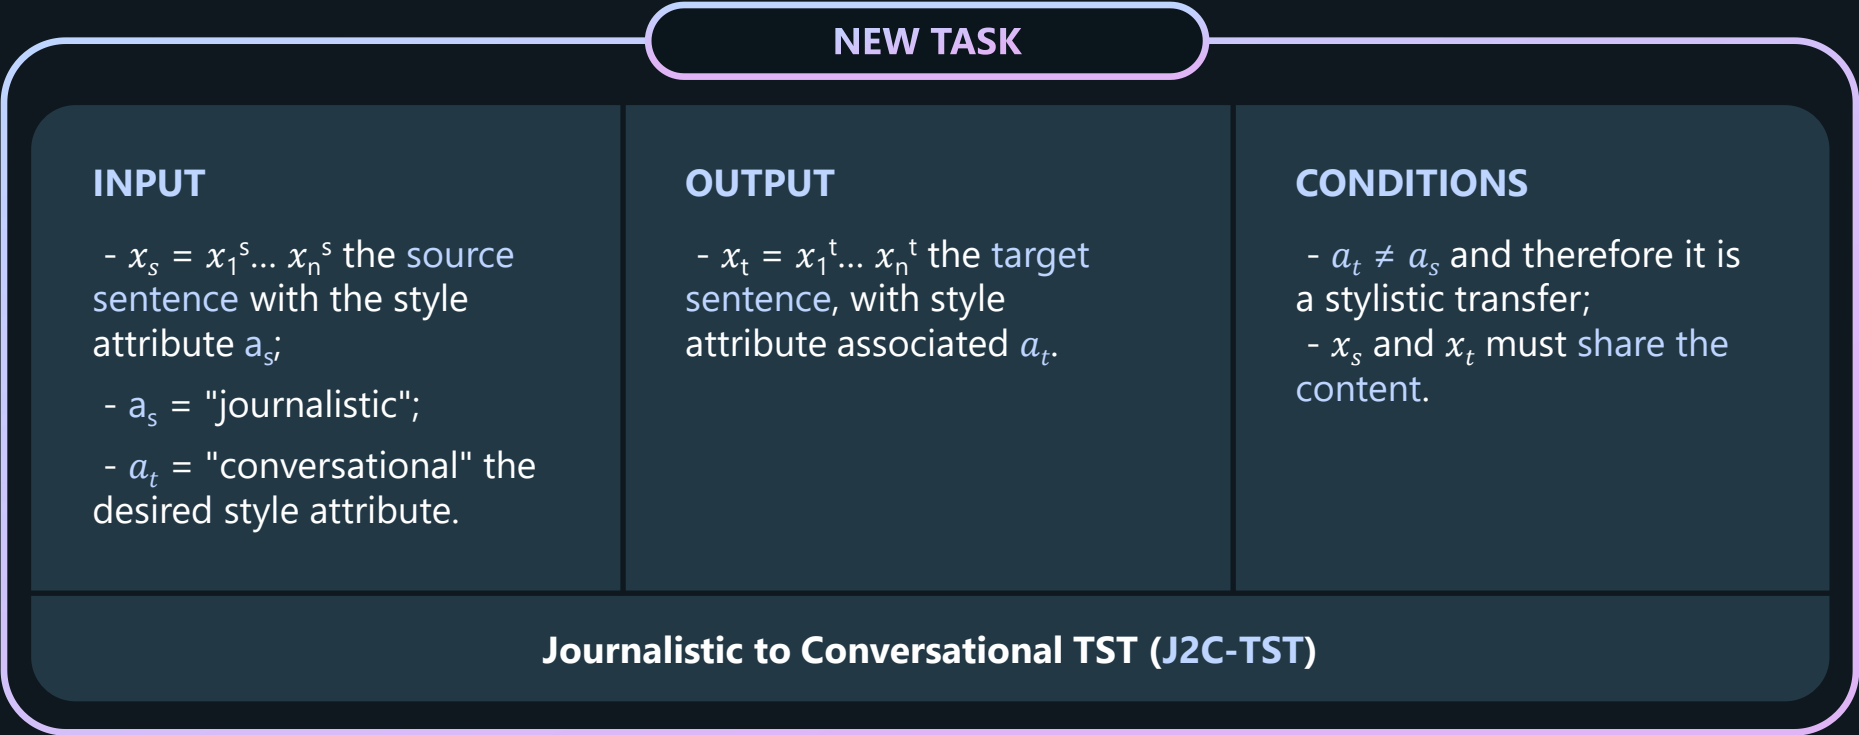 NEW TASK
INPUT
- xₛ = x₁ˢ... xₙˢ the source
sentence with the style
attribute aₛ;
- aₛ = "journalistic";
- aₜ = "conversational" the
desired style attribute.
OUTPUT
- xₜ = x₁ᵗ... xₙᵗ the target
sentence, with style
attribute associated aₜ.
CONDITIONS
- aₜ ≠ aₛ and therefore it is
a stylistic transfer;
- xₛ and xₜ must share the
content.
Journalistic to Conversational TST (J2C-TST)